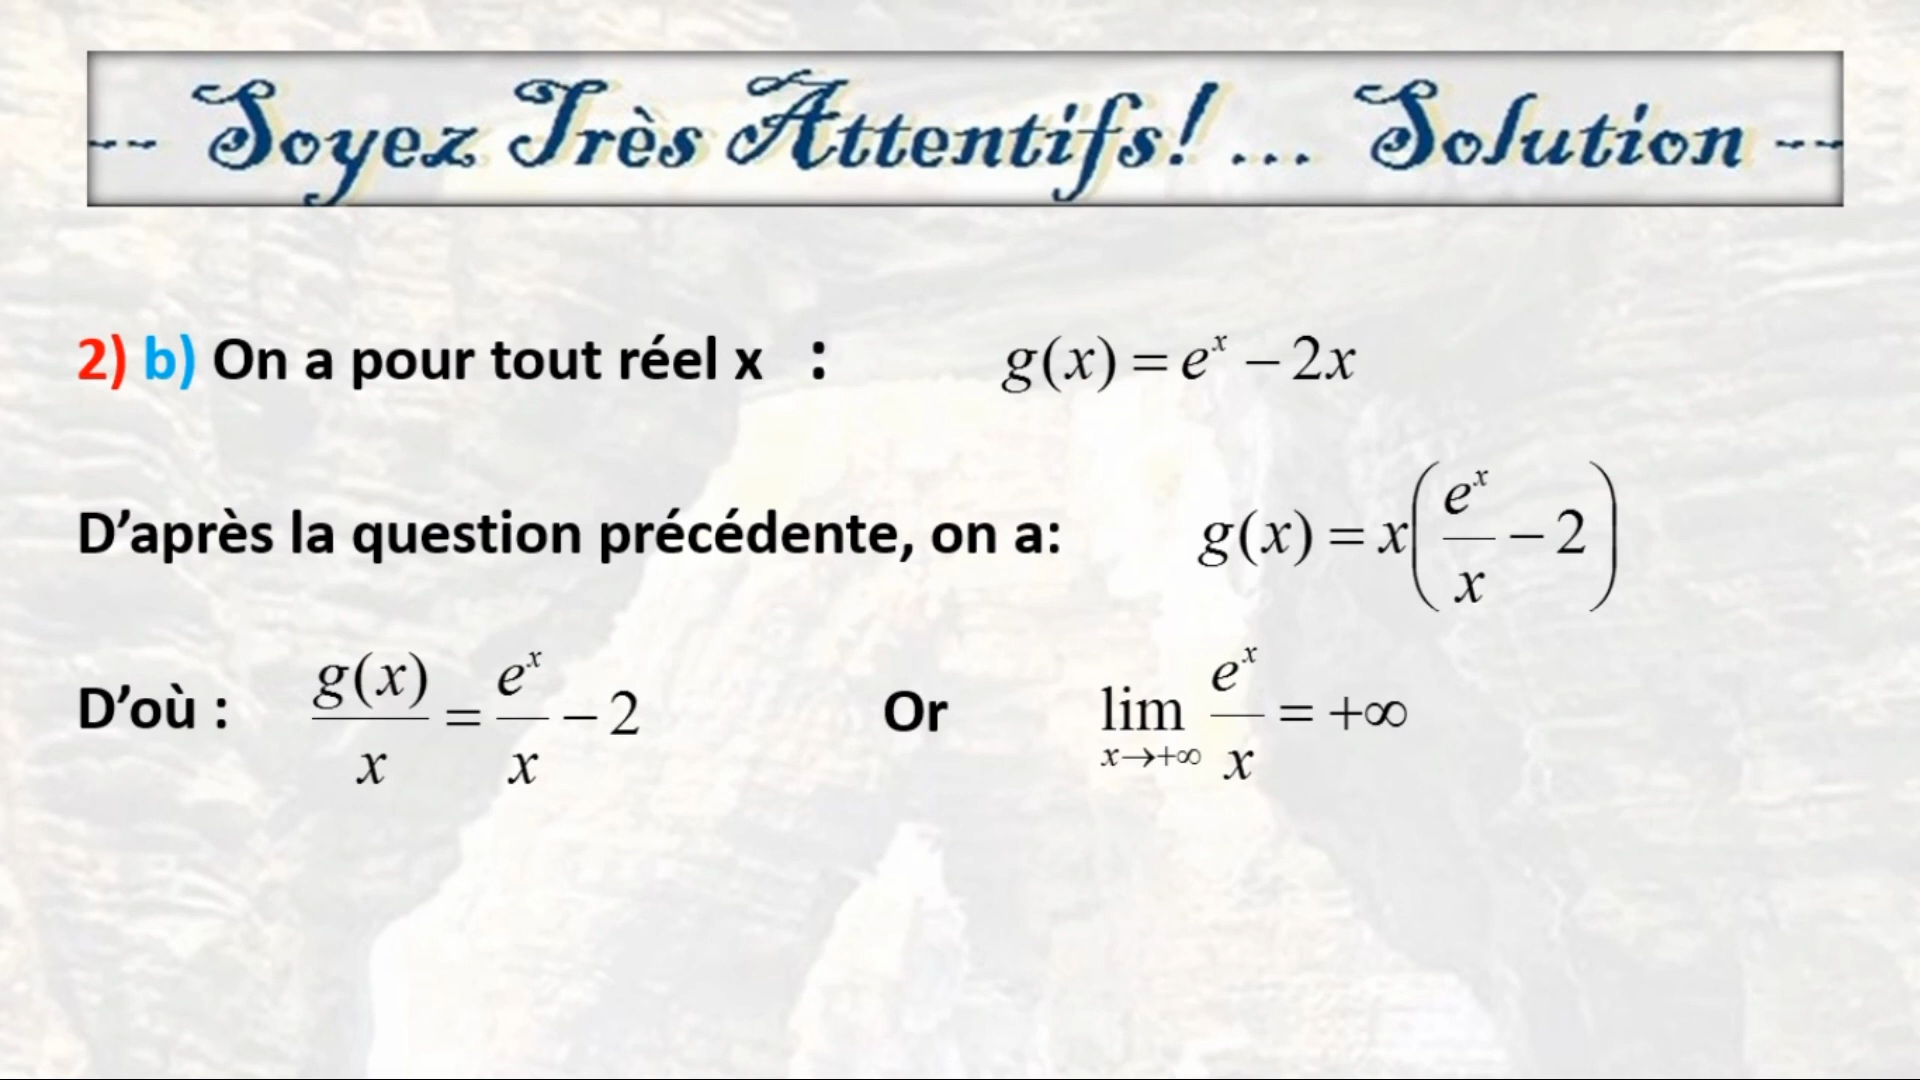 -- Soyez Très Attentifs! ... Solution --
2) b) On a pour tout réel x : g(x) = e^x − 2x
D’après la question précédente, on a: g(x) = x(e^x/x − 2)
D’où : g(x)/x = e^x/x − 2 Or lim x→+∞ e^x/x = +∞